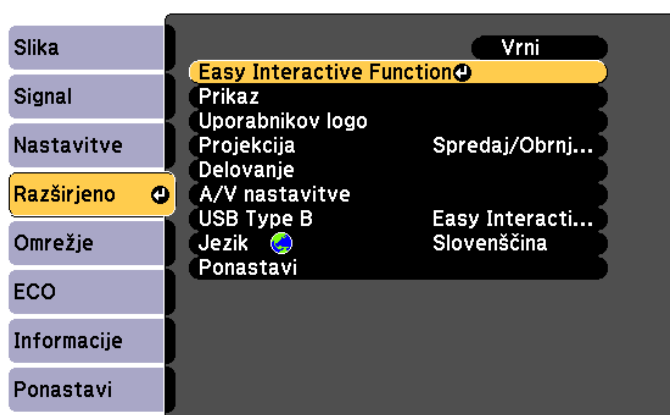 Slika
Signal
Nastavitve
Razširjeno
Omrežje
ECO
Informacije
Ponastavi
Vrni
Easy Interactive Function
Prikaz
Uporabnikov logo
Projekcija Spredaj/Obrnj...
Delovanje
A/V nastavitve
USB Type B Easy Interacti...
Jezik Slovenščina
Ponastavi